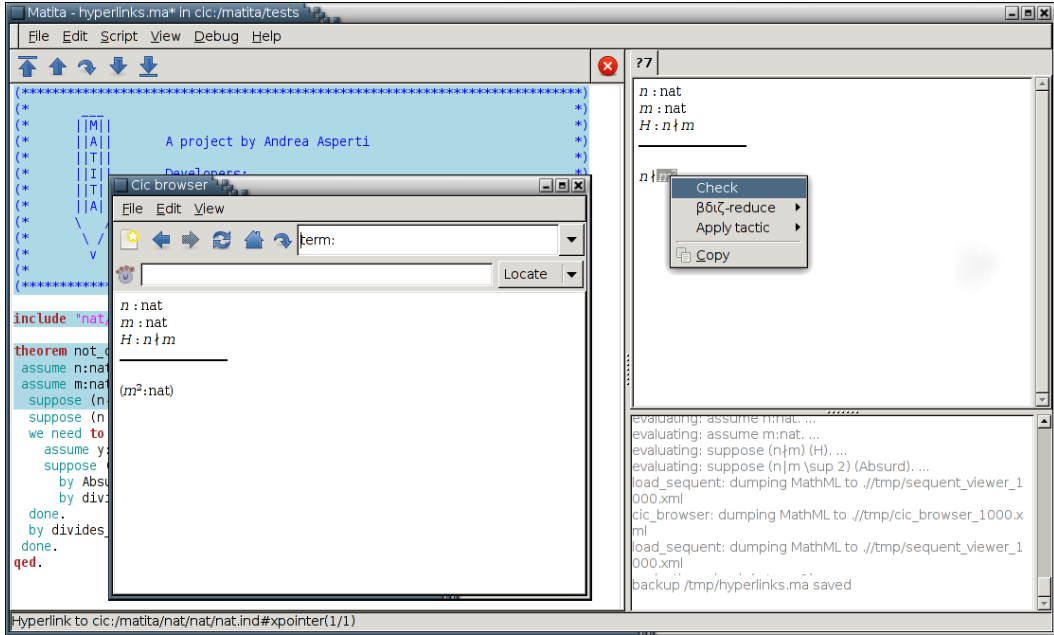 Matita - hyperlinks.ma* in cic:/matita/tests
File Edit Script View Debug Help
(***********************************************************************)
(* ___ *)
(* ||M|| *)
(* ||A|| A project by Andrea Asperti *)
(* ||T|| *)
(* ||I|| Developers:
(* ||T||
(* ||A|
(* \ /
(* \ /
(* v
(*
(************
include "nat/
theorem not_
assume n:nat
assume m:nat
suppose (n
suppose (n
we need to
assume y:
suppose (
by Absu
by divi
done.
by divides_
done.
qed.
Cic browser
File Edit View
term:
Locate
n : nat
m : nat
H : n∤m
(m²:nat)
?7
n : nat
m : nat
H : n∤m
n∤m²
Check
βδιζ-reduce
Apply tactic
Copy
evaluating: assume n:nat. ...
evaluating: assume m:nat. ...
evaluating: suppose (n∤m) (H). ...
evaluating: suppose (n|m \sup 2) (Absurd). ...
load_sequent: dumping MathML to .//tmp/sequent_viewer_1
000.xml
cic_browser: dumping MathML to .//tmp/cic_browser_1000.x
ml
load_sequent: dumping MathML to .//tmp/sequent_viewer_1
000.xml
backup /tmp/hyperlinks.ma saved
Hyperlink to cic:/matita/nat/nat/nat.ind#xpointer(1/1)